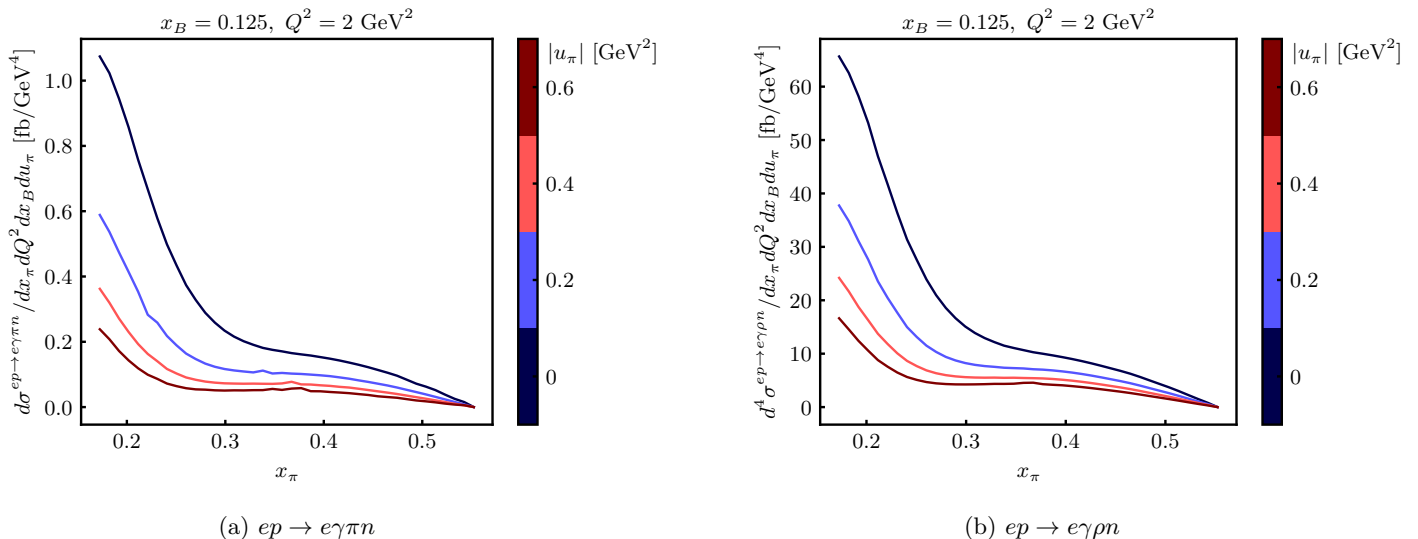 x_B = 0.125, Q^2 = 2 GeV^2
dσ^{ep→eγπn}/dx_π dQ^2 dx_B du_π [fb/GeV^4]
1.0
0.8
0.6
0.4
0.2
0.0
0.2 0.3 0.4 0.5
x_π
|u_π| [GeV^2]
0.6
0.4
0.2
0
(a) ep → eγπn
x_B = 0.125, Q^2 = 2 GeV^2
d^4σ^{ep→eγρn}/dx_π dQ^2 dx_B du_π [fb/GeV^4]
60
50
40
30
20
10
0
0.2 0.3 0.4 0.5
x_π
|u_π| [GeV^2]
0.6
0.4
0.2
0
(b) ep → eγρn